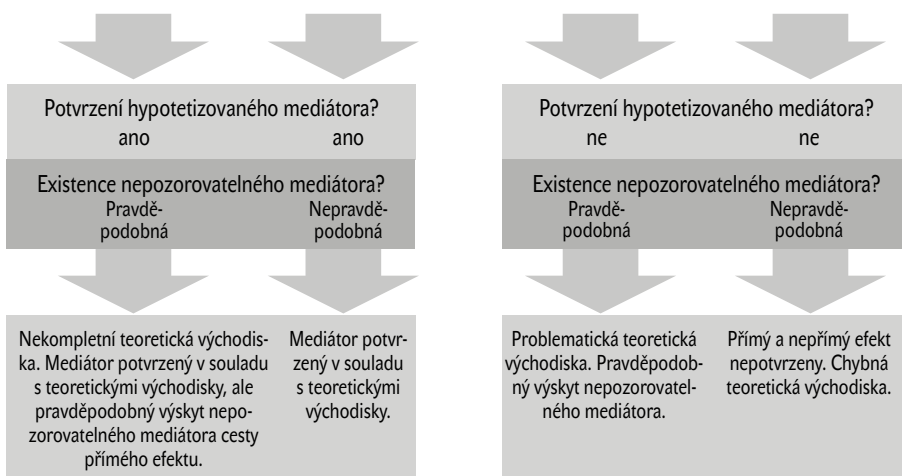 Potvrzení hypotetizovaného mediátora?
ano ano
Existence nepozorovatelného mediátora?
Pravdě-
podobná
Nepravdě-
podobná
Nekompletní teoretická východis-
ka. Mediátor potvrzený v souladu
s teoretickými východisky, ale
pravděpodobný výskyt nepo-
zorovatelného mediátora cesty
přímého efektu.
Mediátor potvr-
zený v souladu
s teoretickými
východisky.
Potvrzení hypotetizovaného mediátora?
ne ne
Existence nepozorovatelného mediátora?
Pravdě-
podobná
Nepravdě-
podobná
Problematická teoretická
východiska. Pravděpodob-
ný výskyt nepozorovatel-
ného mediátora.
Přímý a nepřímý efekt
nepotvrzeny. Chybná
teoretická východiska.